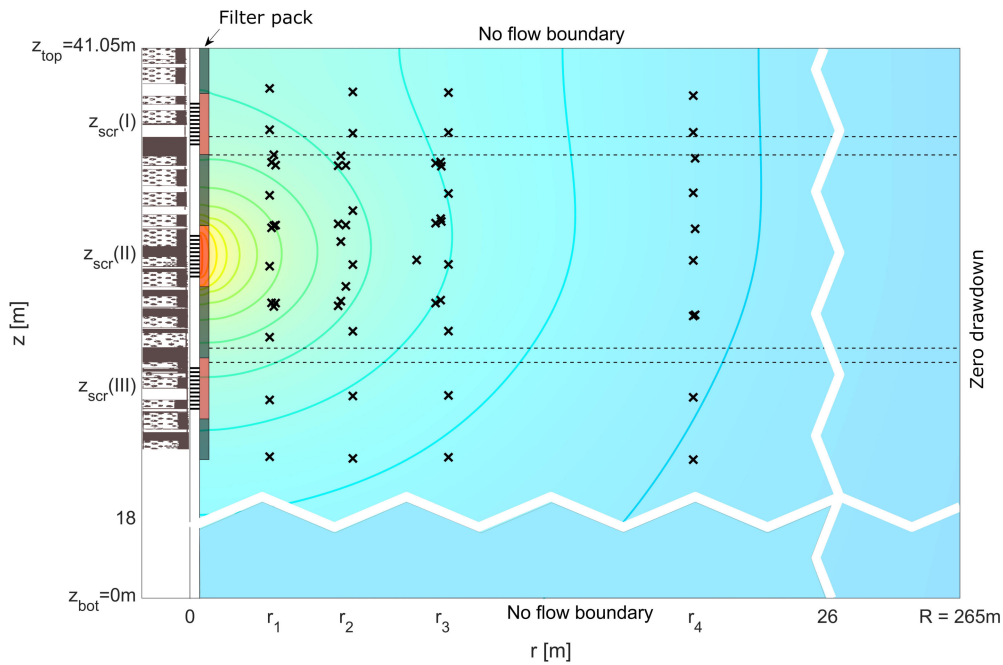 Filter pack
z_top=41.05m
No flow boundary
z_scr(I)
z_scr(II)
z [m]
Zero drawdown
z_scr(III)
18
z_bot=0m
No flow boundary
0 r_1 r_2 r_3 r_4 26 R = 265m
r [m]